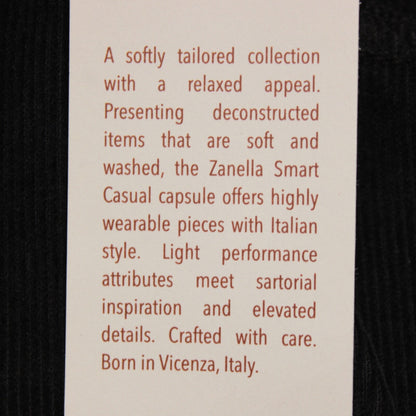 A softly tailored collection
with a relaxed appeal.
Presenting deconstructed
items that are soft and
washed, the Zanella Smart
Casual capsule offers highly
wearable pieces with Italian
style. Light performance
attributes meet sartorial
inspiration and elevated
details. Crafted with care.
Born in Vicenza, Italy.